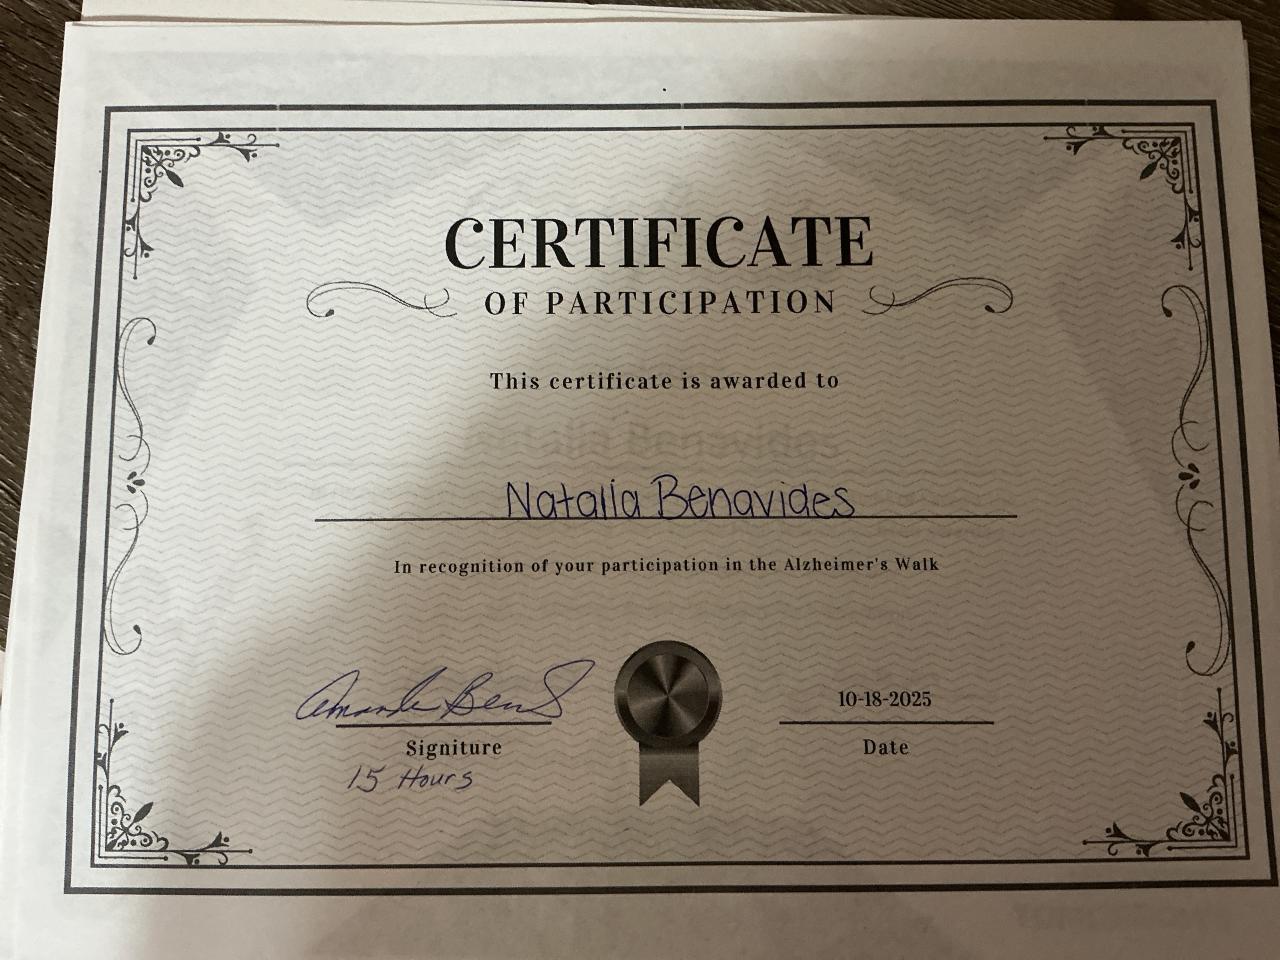 CERTIFICATE
OF PARTICIPATION
This certificate is awarded to
Natalia Benavides
In recognition of your participation in the Alzheimer's Walk
10-18-2025
Signiture
Date
15 Hours